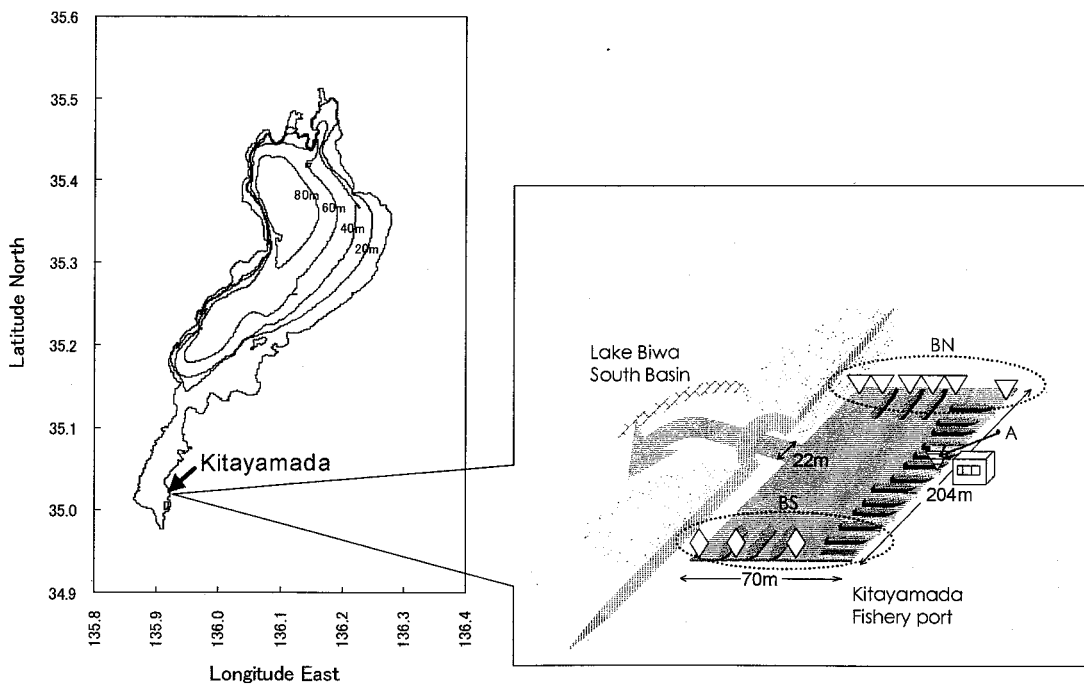 35.6
35.5
35.4
35.3
35.2
35.1
35.0
34.9
Latitude North
80m
60m
40m
20m
Kitayamada
135.8
135.9
136.0
136.1
136.2
136.3
136.4
Longitude East
Lake Biwa
South Basin
BN
A
22m
204m
BS
70m
Kitayamada
Fishery port